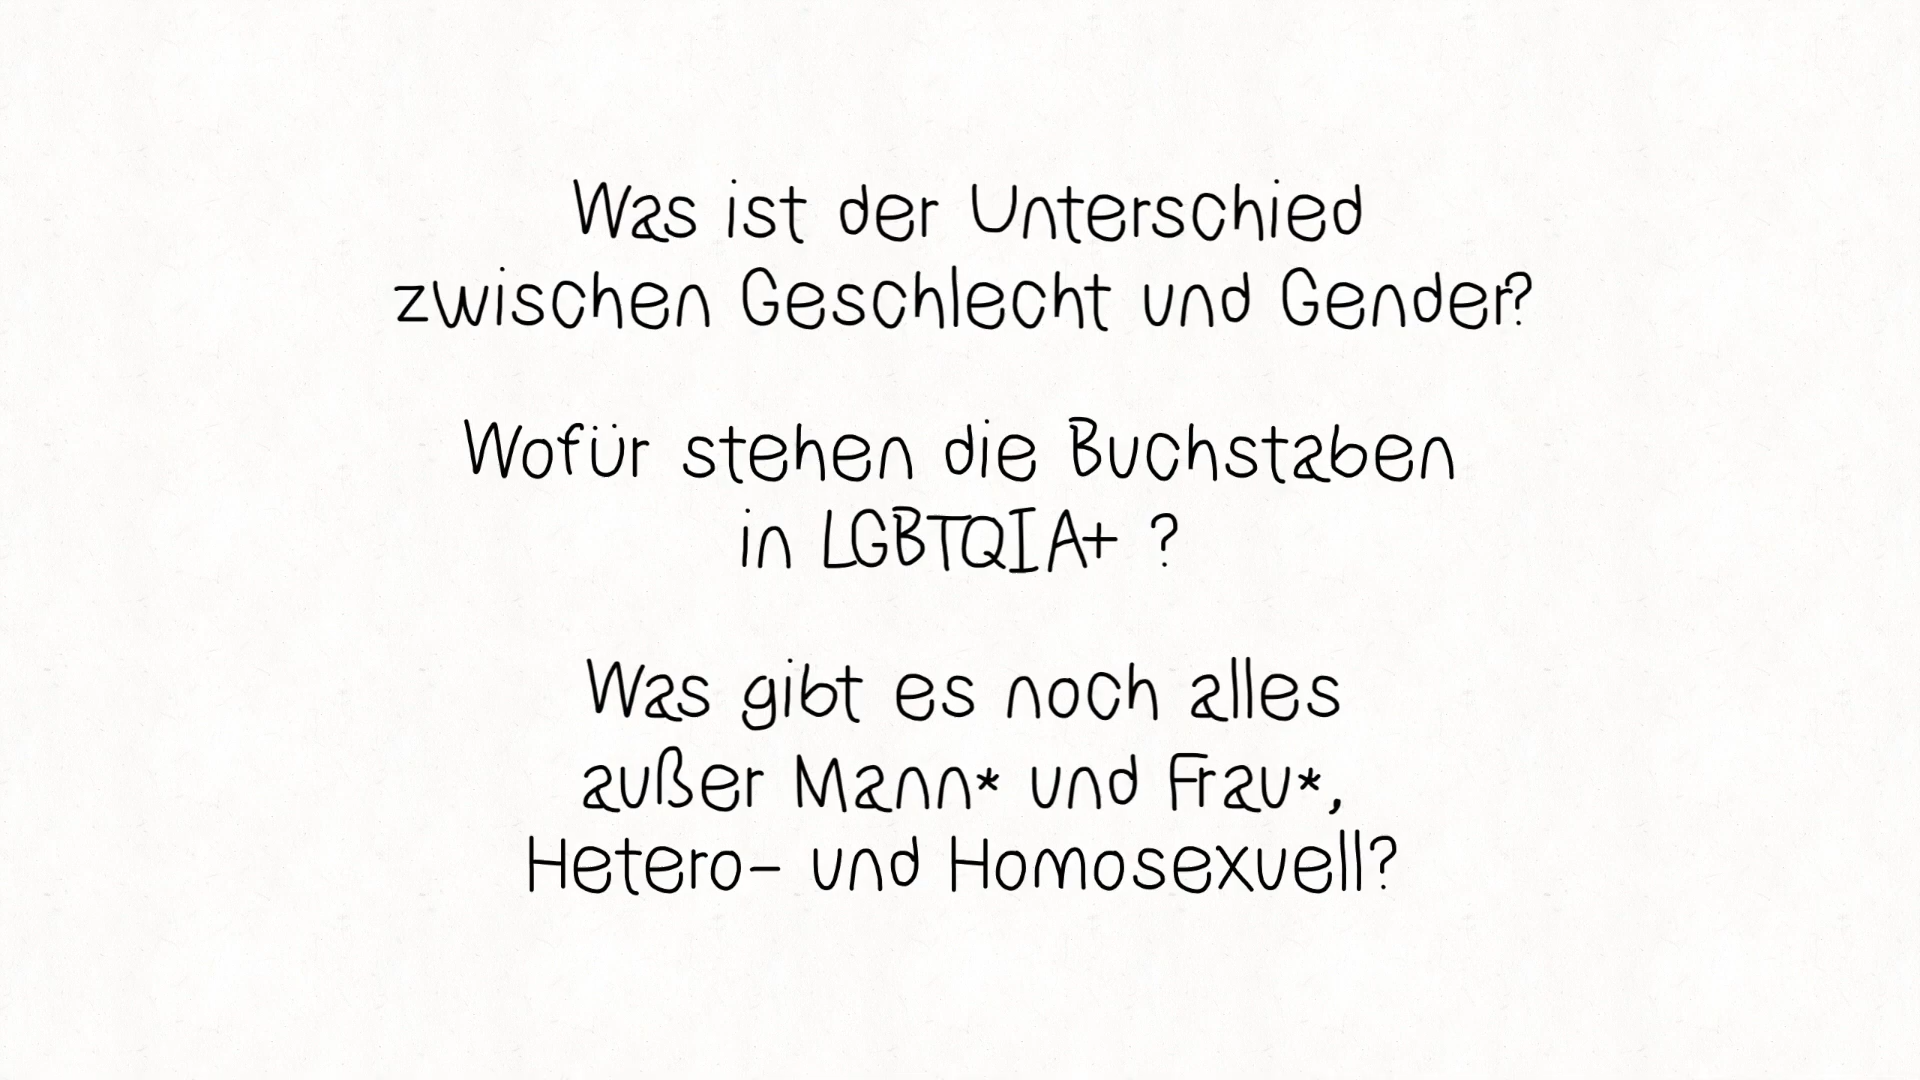 Was ist der Unterschied
zwischen Geschlecht und Gender?
Wofür stehen die Buchstaben
in LGBTQIA+ ?
Was gibt es noch alles
außer Mann* und Frau*,
Hetero- und Homosexuell?